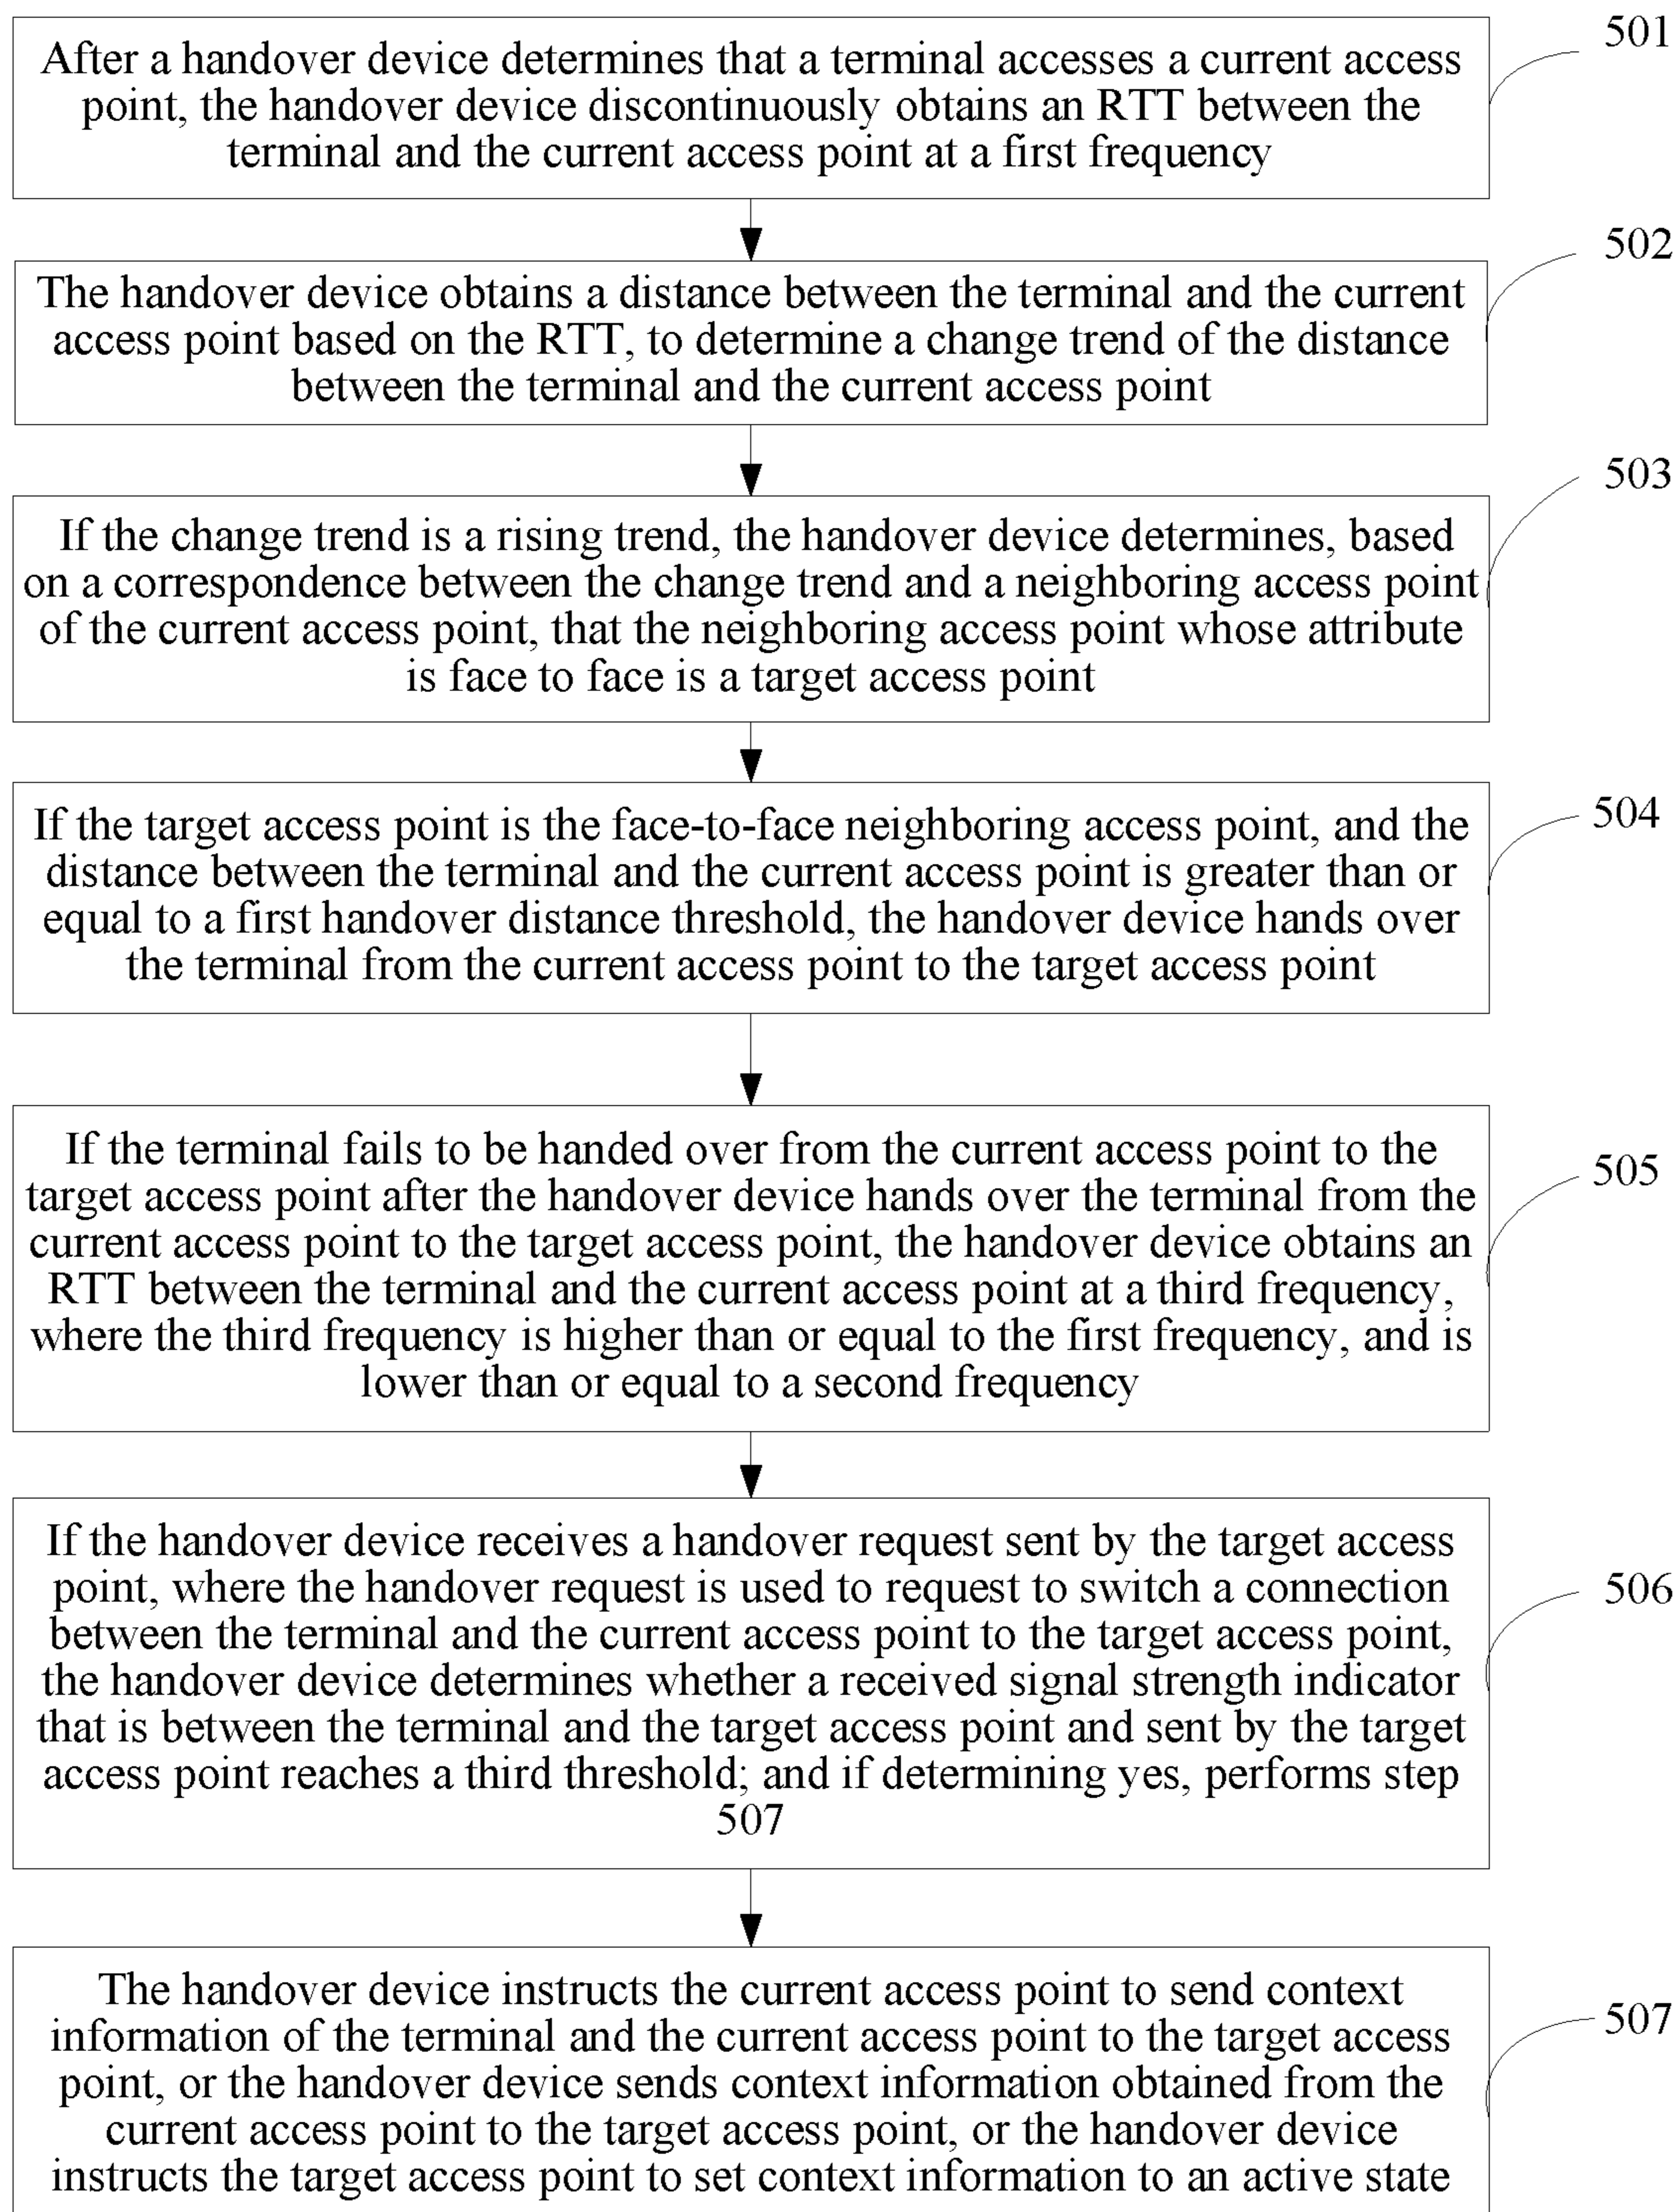 After a handover device determines that a terminal accesses a current access
point, the handover device discontinuously obtains an RTT between the
terminal and the current access point at a first frequency
501
The handover device obtains a distance between the terminal and the current
access point based on the RTT, to determine a change trend of the distance
between the terminal and the current access point
502
If the change trend is a rising trend, the handover device determines, based
on a correspondence between the change trend and a neighboring access point
of the current access point, that the neighboring access point whose attribute
is face to face is a target access point
503
If the target access point is the face-to-face neighboring access point, and the
distance between the terminal and the current access point is greater than or
equal to a first handover distance threshold, the handover device hands over
the terminal from the current access point to the target access point
504
If the terminal fails to be handed over from the current access point to the
target access point after the handover device hands over the terminal from the
current access point to the target access point, the handover device obtains an
RTT between the terminal and the current access point at a third frequency,
where the third frequency is higher than or equal to the first frequency, and is
lower than or equal to a second frequency
505
If the handover device receives a handover request sent by the target access
point, where the handover request is used to request to switch a connection
between the terminal and the current access point to the target access point,
the handover device determines whether a received signal strength indicator
that is between the terminal and the target access point and sent by the target
access point reaches a third threshold; and if determining yes, performs step
507
506
The handover device instructs the current access point to send context
information of the terminal and the current access point to the target access
point, or the handover device sends context information obtained from the
current access point to the target access point, or the handover device
instructs the target access point to set context information to an active state
507